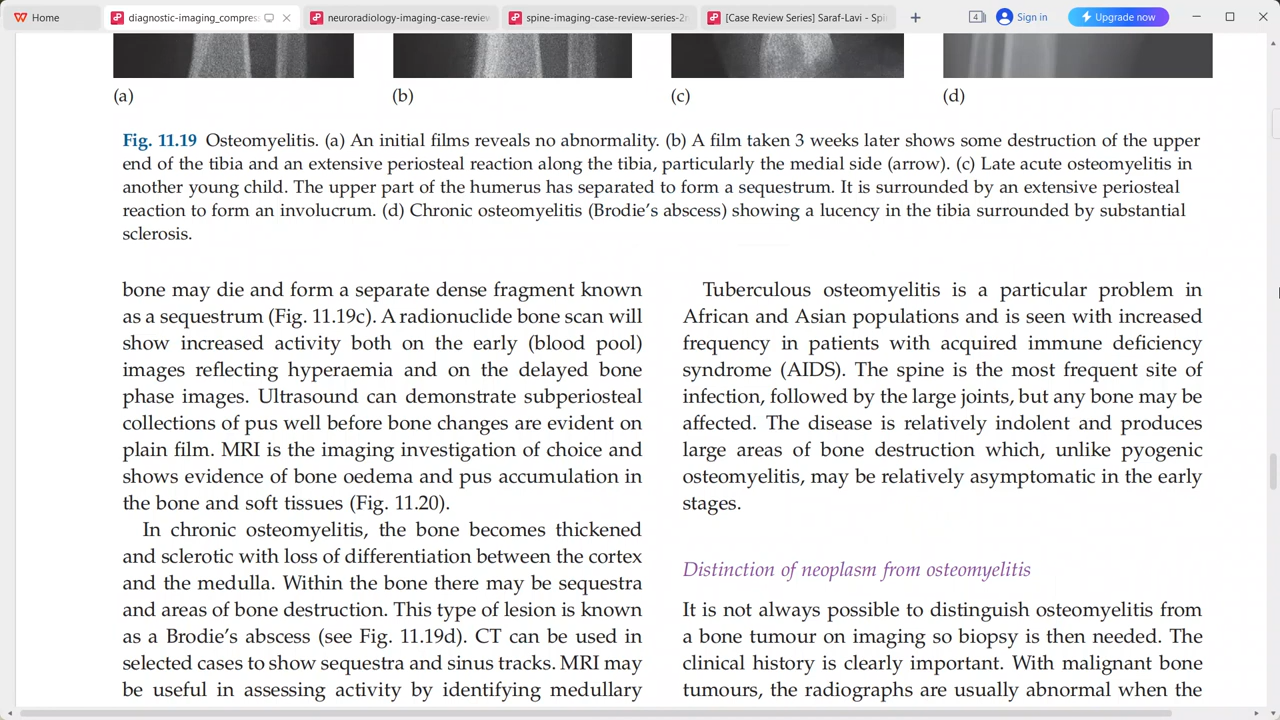 Home
diagnostic-imaging_compres
neuroradiology-imaging-case-review
spine-imaging-case-review-series-2
[Case Review Series] Saraf-Lavi - Spi
4
Sign in
Upgrade now
(a)
(b)
(c)
(d)
Fig. 11.19 Osteomyelitis. (a) An initial films reveals no abnormality. (b) A film taken 3 weeks later shows some destruction of the upper
end of the tibia and an extensive periosteal reaction along the tibia, particularly the medial side (arrow). (c) Late acute osteomyelitis in
another young child. The upper part of the humerus has separated to form a sequestrum. It is surrounded by an extensive periosteal
reaction to form an involucrum. (d) Chronic osteomyelitis (Brodie's abscess) showing a lucency in the tibia surrounded by substantial
sclerosis.
bone may die and form a separate dense fragment known
as a sequestrum (Fig. 11.19c). A radionuclide bone scan will
show increased activity both on the early (blood pool)
images reflecting hyperaemia and on the delayed bone
phase images. Ultrasound can demonstrate subperiosteal
collections of pus well before bone changes are evident on
plain film. MRI is the imaging investigation of choice and
shows evidence of bone oedema and pus accumulation in
the bone and soft tissues (Fig. 11.20).
In chronic osteomyelitis, the bone becomes thickened
and sclerotic with loss of differentiation between the cortex
and the medulla. Within the bone there may be sequestra
and areas of bone destruction. This type of lesion is known
as a Brodie's abscess (see Fig. 11.19d). CT can be used in
selected cases to show sequestra and sinus tracks. MRI may
be useful in assessing activity by identifying medullary
Tuberculous osteomyelitis is a particular problem in
African and Asian populations and is seen with increased
frequency in patients with acquired immune deficiency
syndrome (AIDS). The spine is the most frequent site of
infection, followed by the large joints, but any bone may be
affected. The disease is relatively indolent and produces
large areas of bone destruction which, unlike pyogenic
osteomyelitis, may be relatively asymptomatic in the early
stages.
Distinction of neoplasm from osteomyelitis
It is not always possible to distinguish osteomyelitis from
a bone tumour on imaging so biopsy is then needed. The
clinical history is clearly important. With malignant bone
tumours, the radiographs are usually abnormal when the